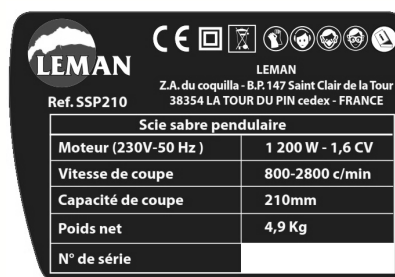 CE
LEMAN
LEMAN
Z.A. du coquilla - B.P. 147 Saint Clair de la Tour
Ref. SSP210
38354 LA TOUR DU PIN cedex - FRANCE
Scie sabre pendulaire
Moteur (230V-50 Hz ) 1 200 W - 1,6 CV
Vitesse de coupe 800-2800 c/min
Capacité de coupe 210mm
Poids net 4,9 Kg
N° de série